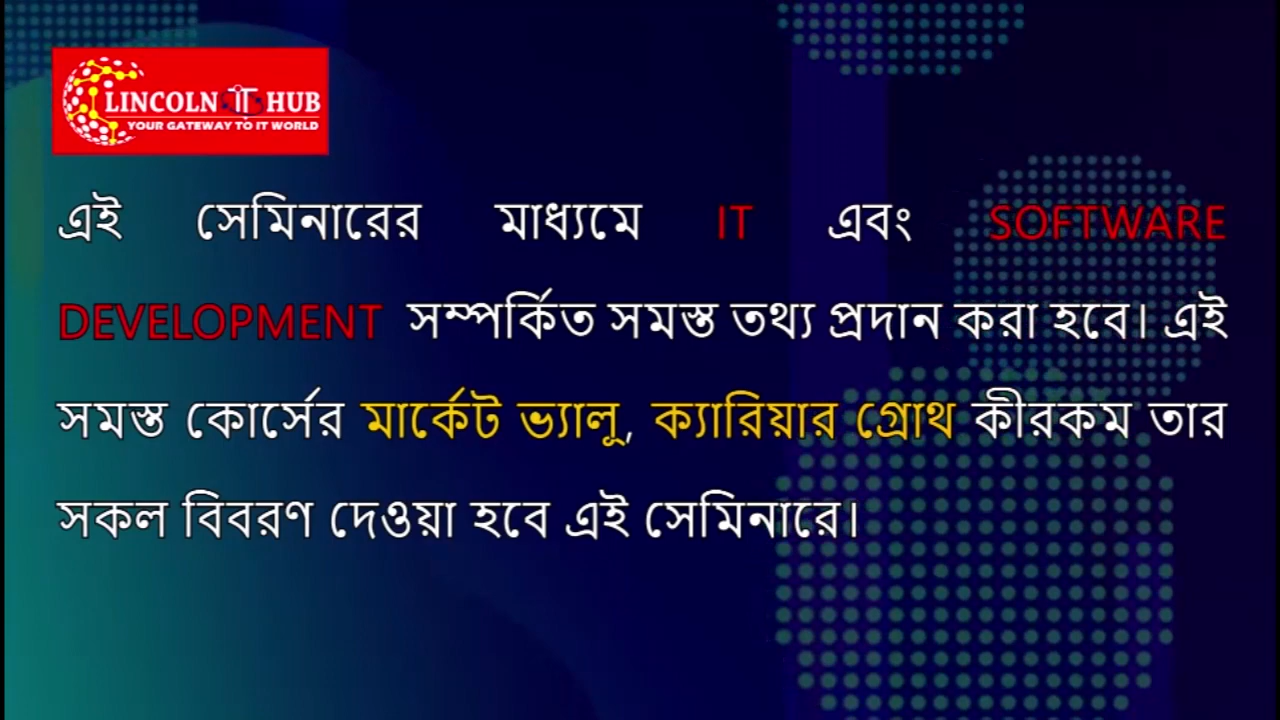 LINCOLN IT HUB
YOUR GATEWAY TO IT WORLD
এই সেমিনারের মাধ্যমে IT এবং SOFTWARE
DEVELOPMENT সম্পর্কিত সমস্ত তথ্য প্রদান করা হবে। এই
সমস্ত কোর্সের মার্কেট ভ্যালূ, ক্যারিয়ার গ্রোথ কীরকম তার
সকল বিবরণ দেওয়া হবে এই সেমিনারে।